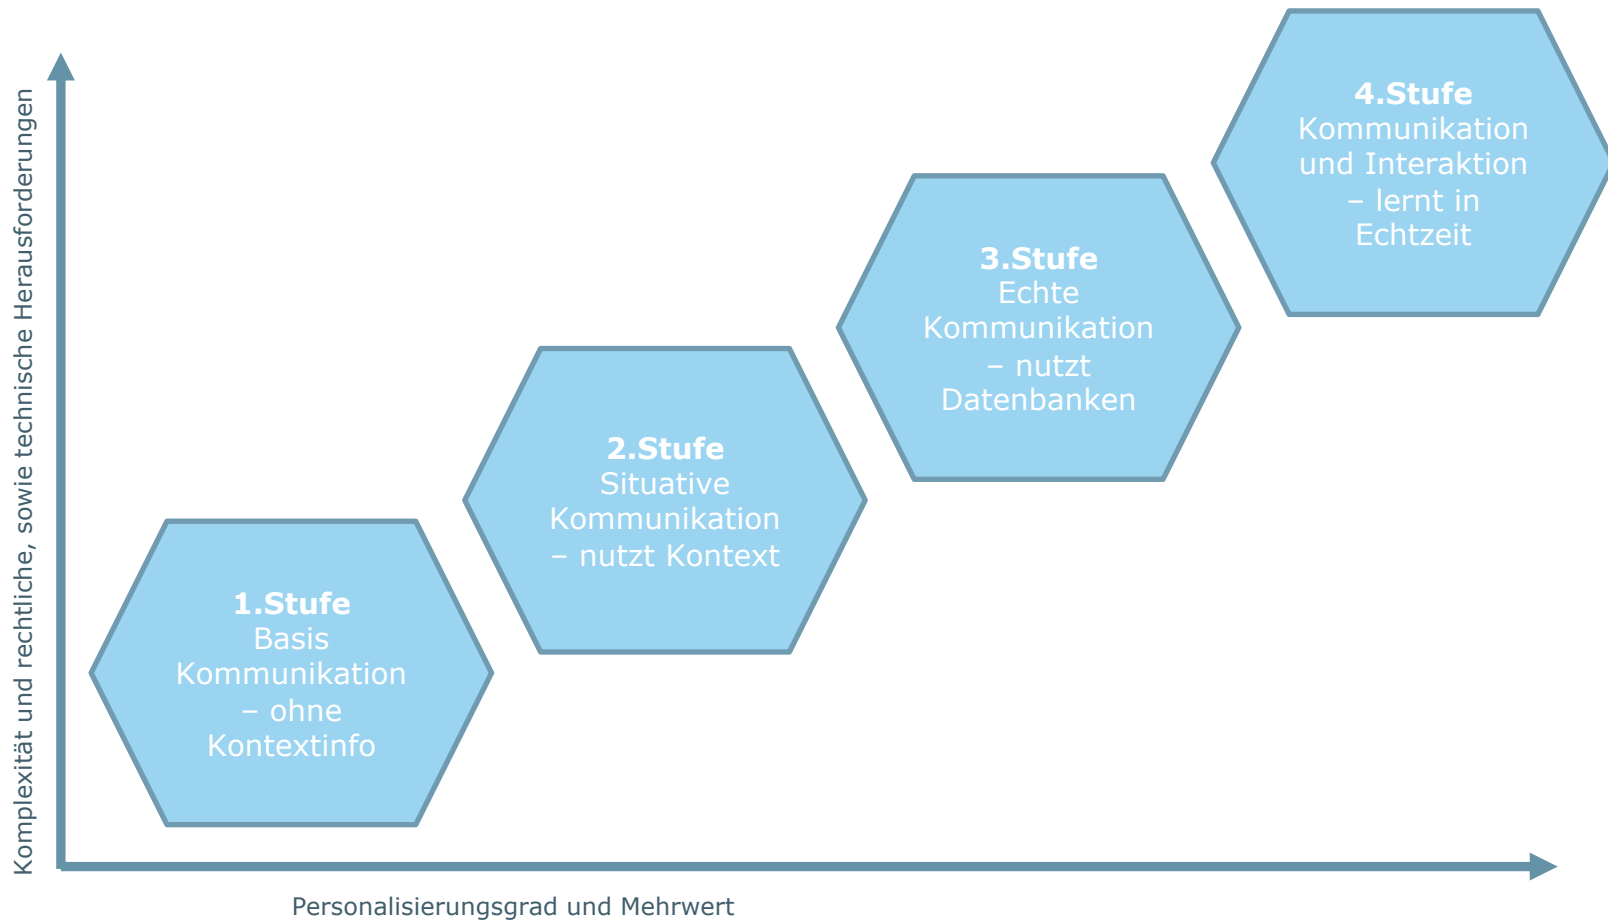 Komplexität und rechtliche, sowie technische Herausforderungen
1.Stufe
Basis
Kommunikation
– ohne
Kontextinfo
2.Stufe
Situative
Kommunikation
– nutzt Kontext
3.Stufe
Echte
Kommunikation
– nutzt
Datenbanken
4.Stufe
Kommunikation
und Interaktion
– lernt in
Echtzeit
Personalisierungsgrad und Mehrwert